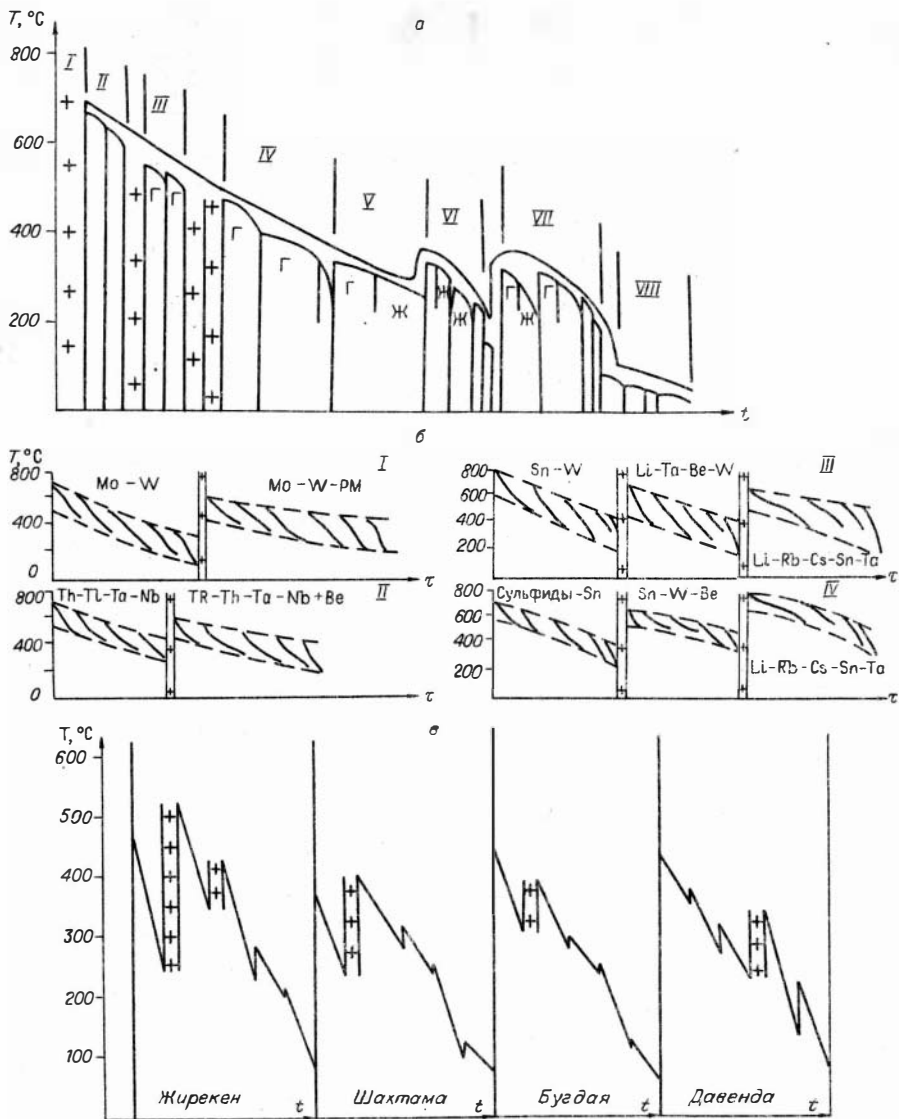 а
T, °C
800
600
400
200
I
II
III
IV
V
VI
VII
VIII
Г Г
Г
Г
Г
Ж
Ж
Ж
Г
Ж
Г
t
б
T, °C
800
400
0
I
Mo – W
Mo – W – PM
τ
800
400
0
II
Th–Ti–Ta–Nb
TR–Th–Ta–Nb+Be
τ
800
600
400
200
III
Sn – W
Li–Ta–Be–W
Li–Rb–Cs–Sn–Ta
τ
800
600
400
200
IV
Сульфиды–Sn
Sn–W–Be
Li–Rb–Cs–Sn–Ta
τ
в
T, °C
600
500
400
300
200
100
Жирекен t
Шахтама t
Бугдая t
Давенда t